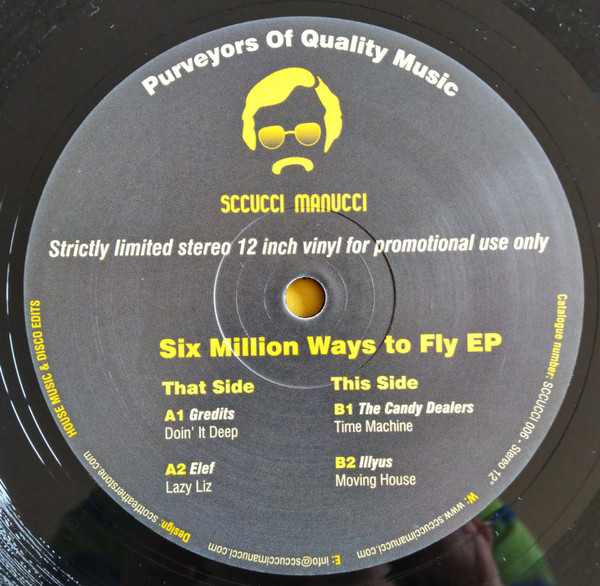 Purveyors Of Quality Music
SCCUCCI MANUCCI
Strictly limited stereo 12 inch vinyl for promotional use only
Six Million Ways to Fly EP
That Side
A1 Gredits
Doin' It Deep
A2 Elef
Lazy Liz
This Side
B1 The Candy Dealers
Time Machine
B2 Illyus
Moving House
HOUSE MUSIC & DISCO EDITS
Catalogue number: SCCUCCI 006 - Stereo 12"
Design. scottfeatherstone.com
E: info@sccuccimanucci.com
W: www.sccuccimanucci.com